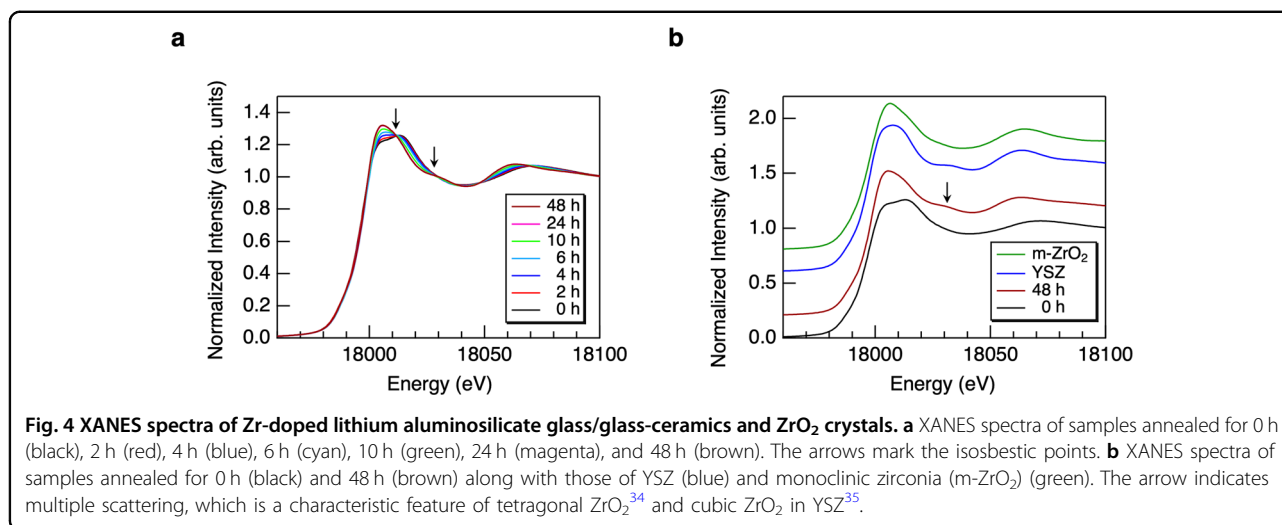 a
b
Normalized Intensity (arb. units)
1.4
1.2
1.0
0.8
0.6
0.4
0.2
0.0
48 h
24 h
10 h
6 h
4 h
2 h
0 h
18000
18050
18100
Energy (eV)
Normalized Intensity (arb. units)
2.0
1.5
1.0
0.5
0.0
m-ZrO₂
YSZ
48 h
0 h
18000
18050
18100
Energy (eV)
Fig. 4 XANES spectra of Zr-doped lithium aluminosilicate glass/glass-ceramics and ZrO₂ crystals. a XANES spectra of samples annealed for 0 h
(black), 2 h (red), 4 h (blue), 6 h (cyan), 10 h (green), 24 h (magenta), and 48 h (brown). The arrows mark the isosbestic points. b XANES spectra of
samples annealed for 0 h (black) and 48 h (brown) along with those of YSZ (blue) and monoclinic zirconia (m-ZrO₂) (green). The arrow indicates
multiple scattering, which is a characteristic feature of tetragonal ZrO₂³⁴ and cubic ZrO₂ in YSZ³⁵.